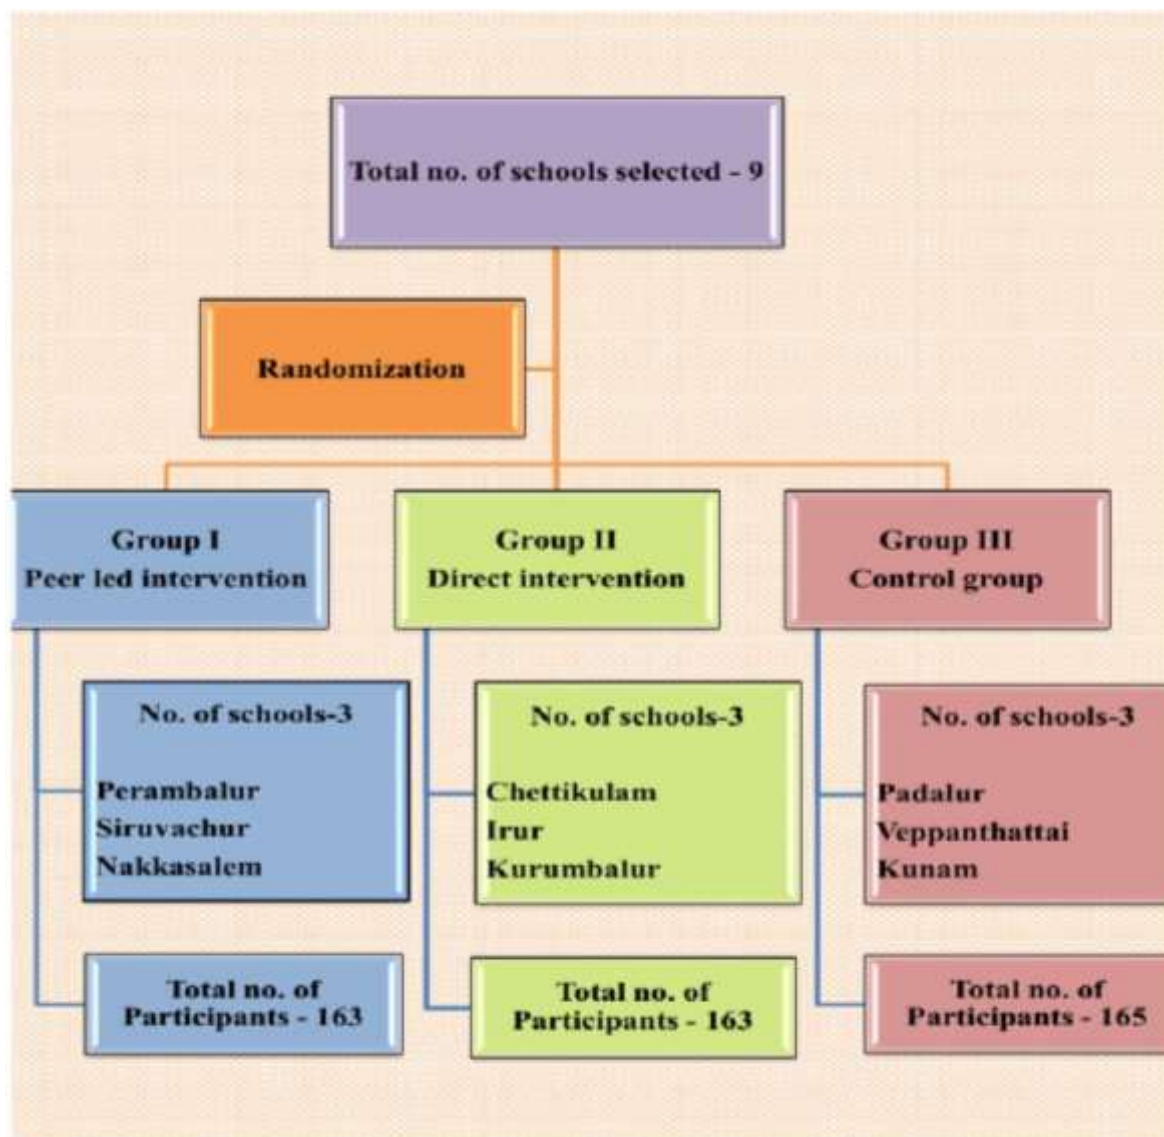 Total no. of schools selected - 9
Randomization
Group I
Peer led intervention
Group II
Direct intervention
Group III
Control group
No. of schools-3
Perambalur
Siruvachur
Nakkasalem
No. of schools-3
Chettikulam
Irur
Kurumbalur
No. of schools-3
Padalur
Veppanthattai
Kunam
Total no. of
Participants - 163
Total no. of
Participants - 163
Total no. of
Participants - 165